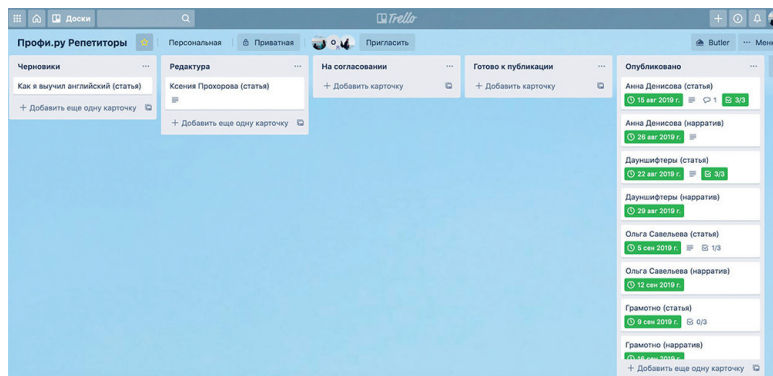 Доски
Trello
Профи.ру Репетиторы
Персональная
Приватная
О
Пригласить
Butler
Черновики
Как я выучил английский (статья)
+ Добавить еще одну карточку
Редактура
Ксения Прохорова (статья)
+ Добавить еще одну карточку
На согласовании
+ Добавить карточку
Готово к публикации
+ Добавить карточку
Опубликовано
Анна Денисова (статья)
15 авг 2019 г. 1 3/3
Анна Денисова (нарратив)
26 авг 2019 г.
Дауншифтеры (статья)
22 авг 2019 г. 3/3
Дауншифтеры (нарратив)
29 авг 2019 г.
Ольга Савельева (статья)
5 сен 2019 г. 1/3
Ольга Савельева (нарратив)
12 сен 2019 г.
Грамотно (статья)
9 сен 2019 г. 0/3
Грамотно (нарратив)
+ Добавить еще одну карточку